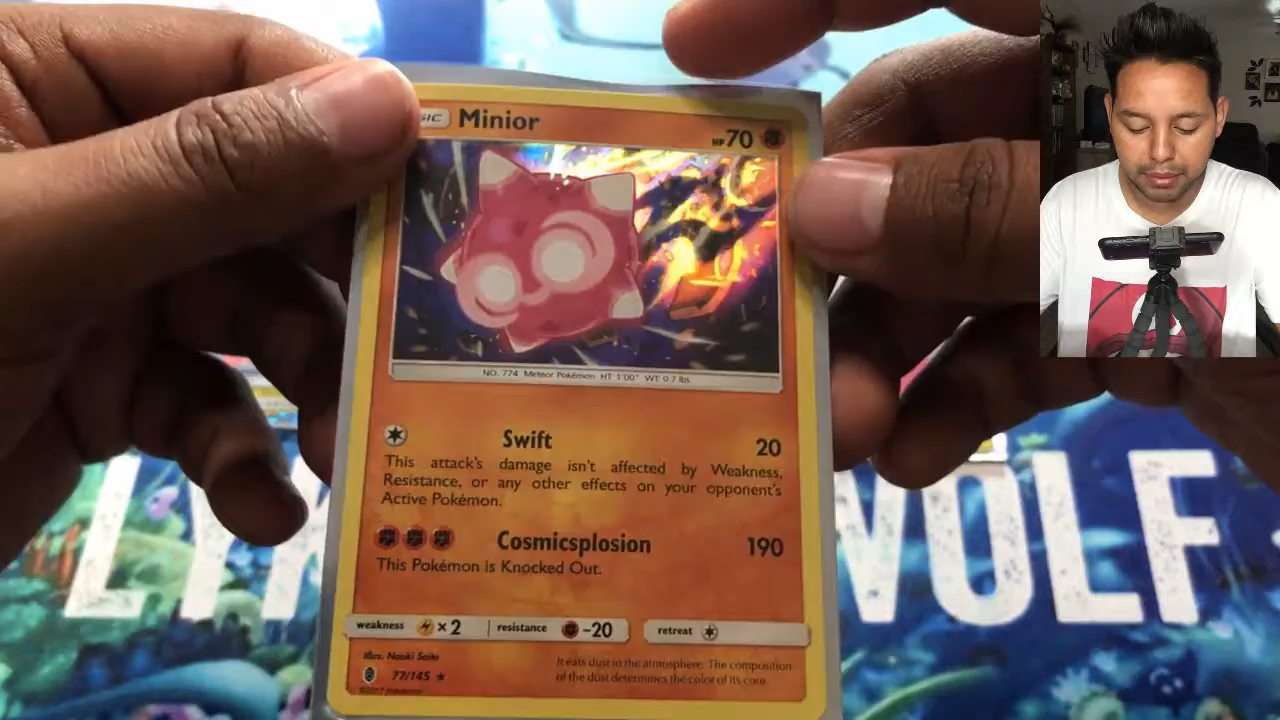 SIC Minior HP70
NO. 774 Meteor Pokémon HT 1'00" WT 0.7 lbs
Swift 20
This attack's damage isn't affected by Weakness,
Resistance, or any other effects on your opponent's
Active Pokémon.
Cosmicsplosion 190
This Pokémon is Knocked Out.
weakness ×2 resistance -20 retreat
Illus. Naoki Saito
77/145
It eats dust in the atmosphere. The composition
of the dust determines the color of its core.
WOLF